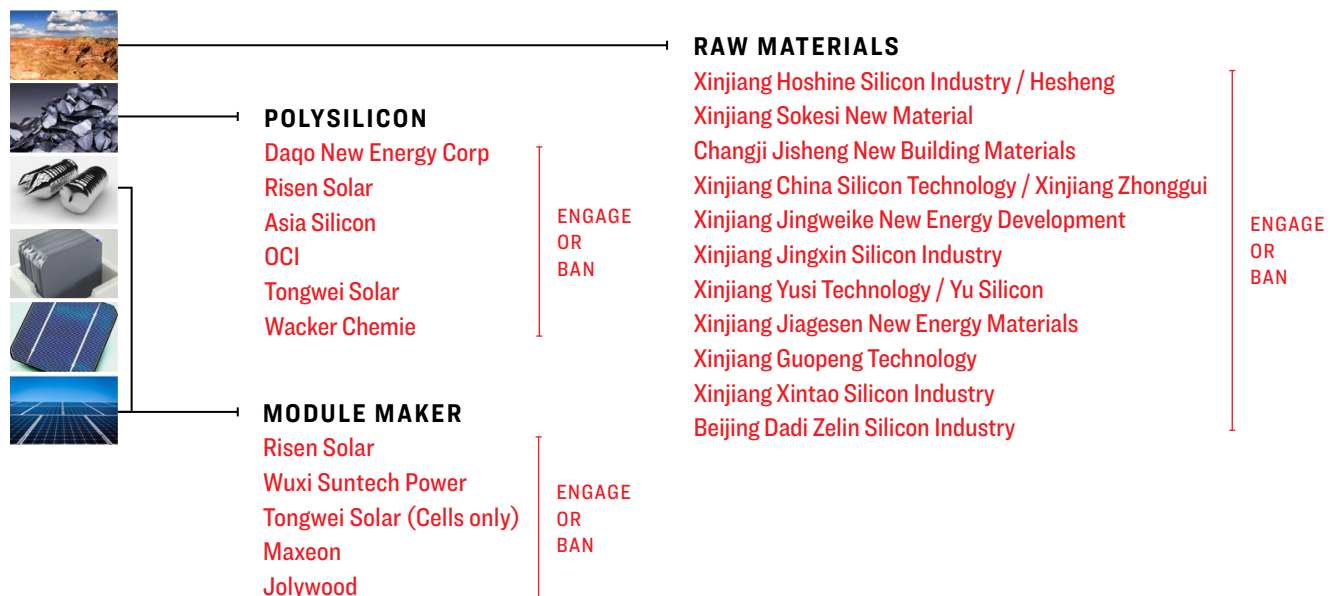 RAW MATERIALS
Xinjiang Hoshine Silicon Industry / Hesheng
Xinjiang Sokesi New Material
Changji Jisheng New Building Materials
Xinjiang China Silicon Technology / Xinjiang Zhonggui
Xinjiang Jingweike New Energy Development
Xinjiang Jingxin Silicon Industry
Xinjiang Yusi Technology / Yu Silicon
Xinjiang Jiagesen New Energy Materials
Xinjiang Guopeng Technology
Xinjiang Xintao Silicon Industry
Beijing Dadi Zelin Silicon Industry
ENGAGE
OR
BAN
POLYSILICON
Daqo New Energy Corp
Risen Solar
Asia Silicon
OCI
Tongwei Solar
Wacker Chemie
ENGAGE
OR
BAN
MODULE MAKER
Risen Solar
Wuxi Suntech Power
Tongwei Solar (Cells only)
Maxeon
Jolywood
ENGAGE
OR
BAN